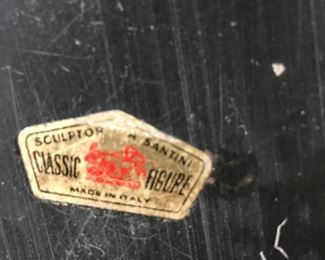 SCULPTOR A SANTINI
CLASSIC FIGURE
MADE IN ITALY